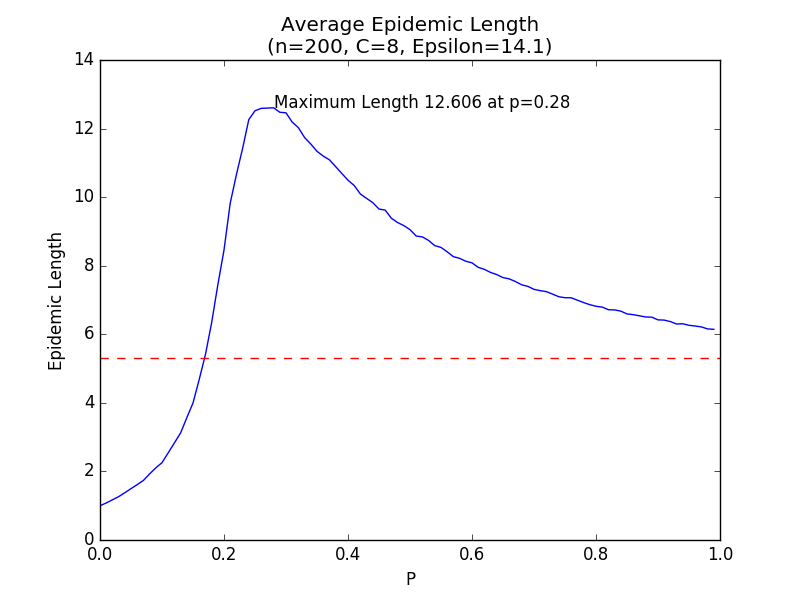 Average Epidemic Length
(n=200, C=8, Epsilon=14.1)
14
12
10
8
6
4
2
0
Epidemic Length
Maximum Length 12.606 at p=0.28
0.0 0.2 0.4 0.6 0.8 1.0
P